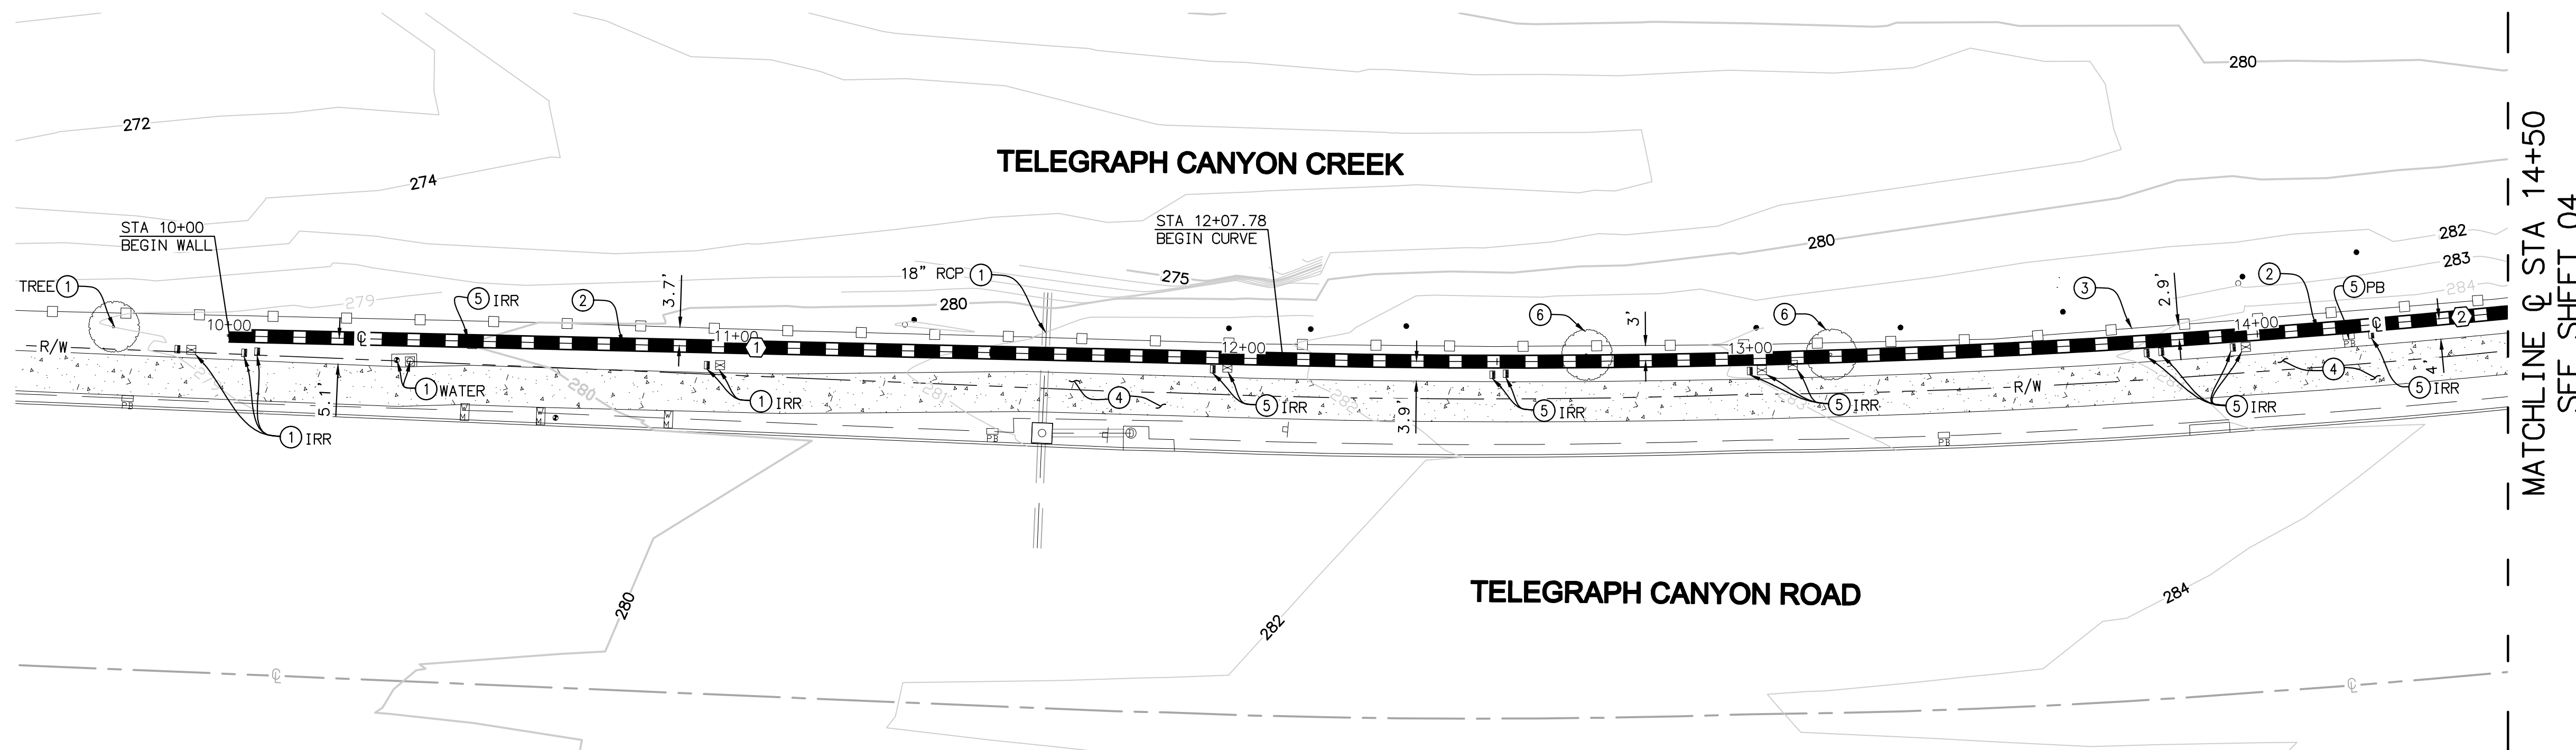 280
272
TELEGRAPH CANYON CREEK
274
STA 10+00
BEGIN WALL
STA 12+07.78
BEGIN CURVE
280
282
283
284
TREE 1
279
5 IRR
2
3.7'
18" RCP 1
275
280
6
3'
6
3
2.9'
2
5 PB
10+00
11+00
12+00
13+00
14+00
℄
1
℄
2
R/W
1 WATER
5.1'
280
1 IRR
281
4
5 IRR
282
3.9'
5 IRR
5 IRR
R/W
5 IRR
4
5 IRR
4'
PB
PB
W
M
W
M
W
M
1 IRR
PB
PB
280
282
TELEGRAPH CANYON ROAD
284
℄
℄
MATCHLINE ℄ STA 14+50
SEE SHEET 04